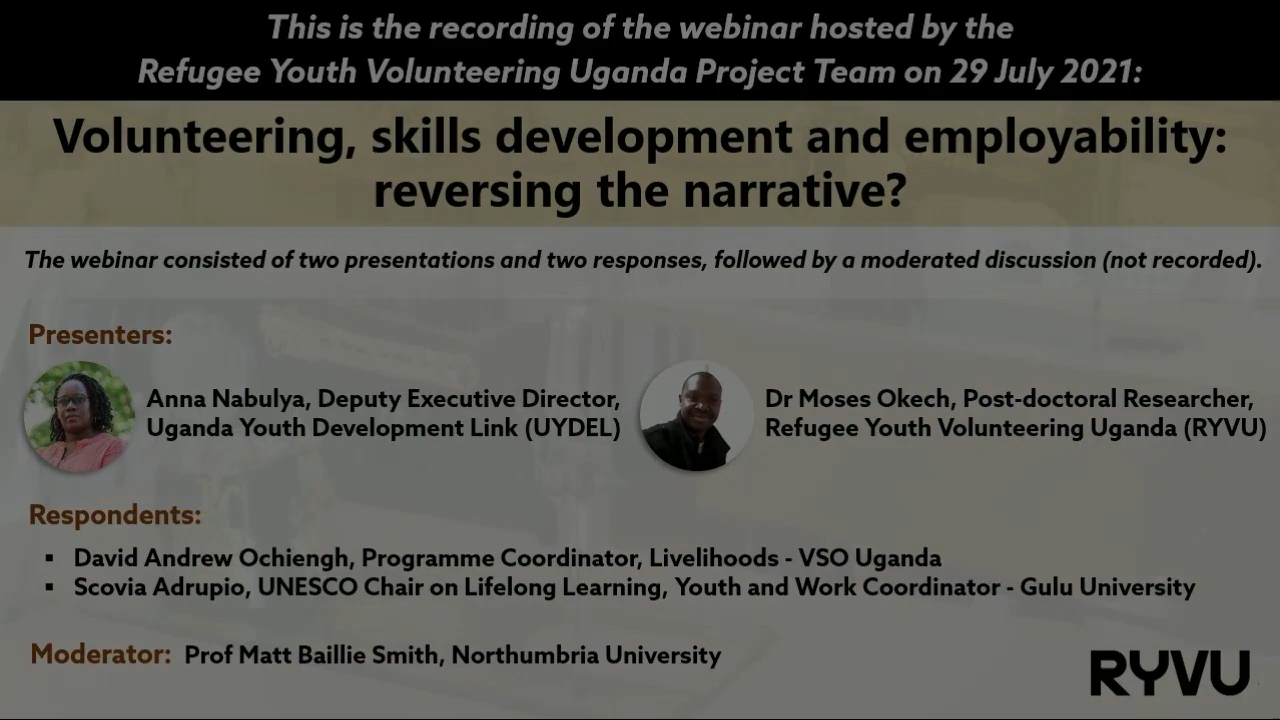 This is the recording of the webinar hosted by the
Refugee Youth Volunteering Uganda Project Team on 29 July 2021:
Volunteering, skills development and employability:
reversing the narrative?
The webinar consisted of two presentations and two responses, followed by a moderated discussion (not recorded).
Presenters:
Anna Nabulya, Deputy Executive Director,
Uganda Youth Development Link (UYDEL)
Dr Moses Okech, Post-doctoral Researcher,
Refugee Youth Volunteering Uganda (RYVU)
Respondents:
▪ David Andrew Ochiengh, Programme Coordinator, Livelihoods - VSO Uganda
▪ Scovia Adrupio, UNESCO Chair on Lifelong Learning, Youth and Work Coordinator - Gulu University
Moderator: Prof Matt Baillie Smith, Northumbria University
RYVU